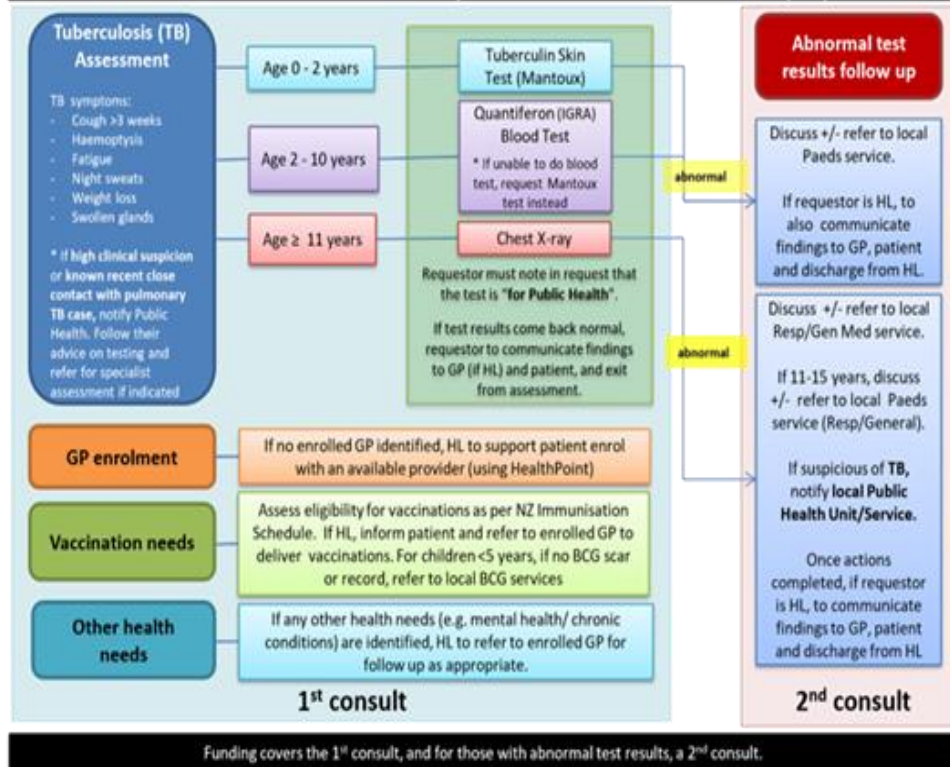 Tuberculosis (TB)
Assessment
TB symptoms:
- Cough >3 weeks
- Haemoptysis
- Fatigue
- Night sweats
- Weight loss
- Swollen glands
* If high clinical suspicion
or known recent close
contact with pulmonary
TB case, notify Public
Health. Follow their
advice on testing and
refer for specialist
assessment if indicated
Age 0 - 2 years
Age 2 - 10 years
Age ≥ 11 years
Tuberculin Skin
Test (Mantoux)
Quantiferon (IGRA)
Blood Test
* If unable to do blood
test, request Mantoux
test instead
Chest X-ray
Requestor must note in request that
the test is "for Public Health".
If test results come back normal,
requestor to communicate findings
to GP (if HL) and patient, and exit
from assessment.
abnormal
abnormal
GP enrolment
If no enrolled GP identified, HL to support patient enrol
with an available provider (using HealthPoint)
Vaccination needs
Assess eligibility for vaccinations as per NZ Immunisation
Schedule. If HL, inform patient and refer to enrolled GP to
deliver vaccinations. For children <5 years, if no BCG scar
or record, refer to local BCG services
Other health
needs
If any other health needs (e.g. mental health/ chronic
conditions) are identified, HL to refer to enrolled GP for
follow up as appropriate.
1st consult
Abnormal test
results follow up
Discuss +/- refer to local
Paeds service.
If requestor is HL, to
also communicate
findings to GP, patient
and discharge from HL.
Discuss +/- refer to local
Resp/Gen Med service.
If 11-15 years, discuss
+/- refer to local Paeds
service (Resp/General).
If suspicious of TB,
notify local Public
Health Unit/Service.
Once actions
completed, if requestor
is HL, to communicate
findings to GP, patient
and discharge from HL
2nd consult
Funding covers the 1st consult, and for those with abnormal test results, a 2nd consult.